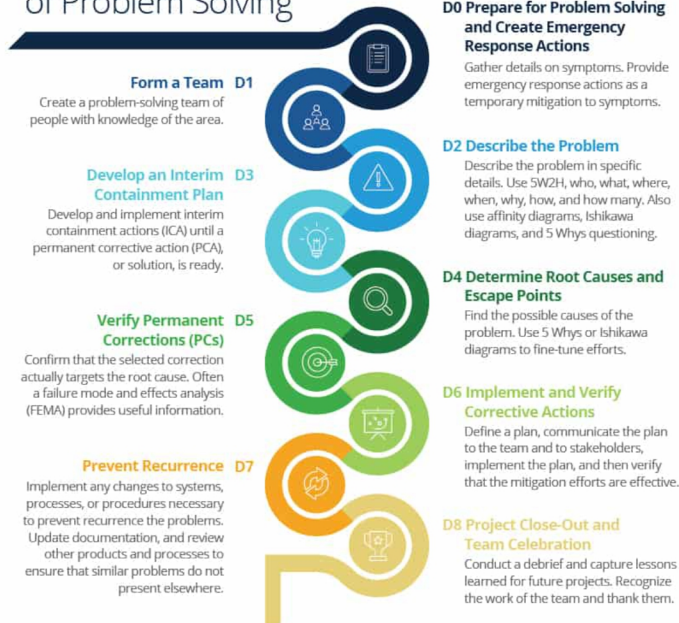 of Problem Solving
D0 Prepare for Problem Solving
and Create Emergency
Response Actions
Gather details on symptoms. Provide
emergency response actions as a
temporary mitigation to symptoms.
Form a Team D1
Create a problem-solving team of
people with knowledge of the area.
D2 Describe the Problem
Describe the problem in specific
details. Use 5W2H, who, what, where,
when, why, how, and how many. Also
use affinity diagrams, Ishikawa
diagrams, and 5 Whys questioning.
Develop an Interim D3
Containment Plan
Develop and implement interim
containment actions (ICA) until a
permanent corrective action (PCA),
or solution, is ready.
D4 Determine Root Causes and
Escape Points
Find the possible causes of the
problem. Use 5 Whys or Ishikawa
diagrams to fine-tune efforts.
Verify Permanent D5
Corrections (PCs)
Confirm that the selected correction
actually targets the root cause. Often
a failure mode and effects analysis
(FEMA) provides useful information.
D6 Implement and Verify
Corrective Actions
Define a plan, communicate the plan
to the team and to stakeholders,
implement the plan, and then verify
that the mitigation efforts are effective.
Prevent Recurrence D7
Implement any changes to systems,
processes, or procedures necessary
to prevent recurrence the problems.
Update documentation, and review
other products and processes to
ensure that similar problems do not
present elsewhere.
D8 Project Close-Out and
Team Celebration
Conduct a debrief and capture lessons
learned for future projects. Recognize
the work of the team and thank them.